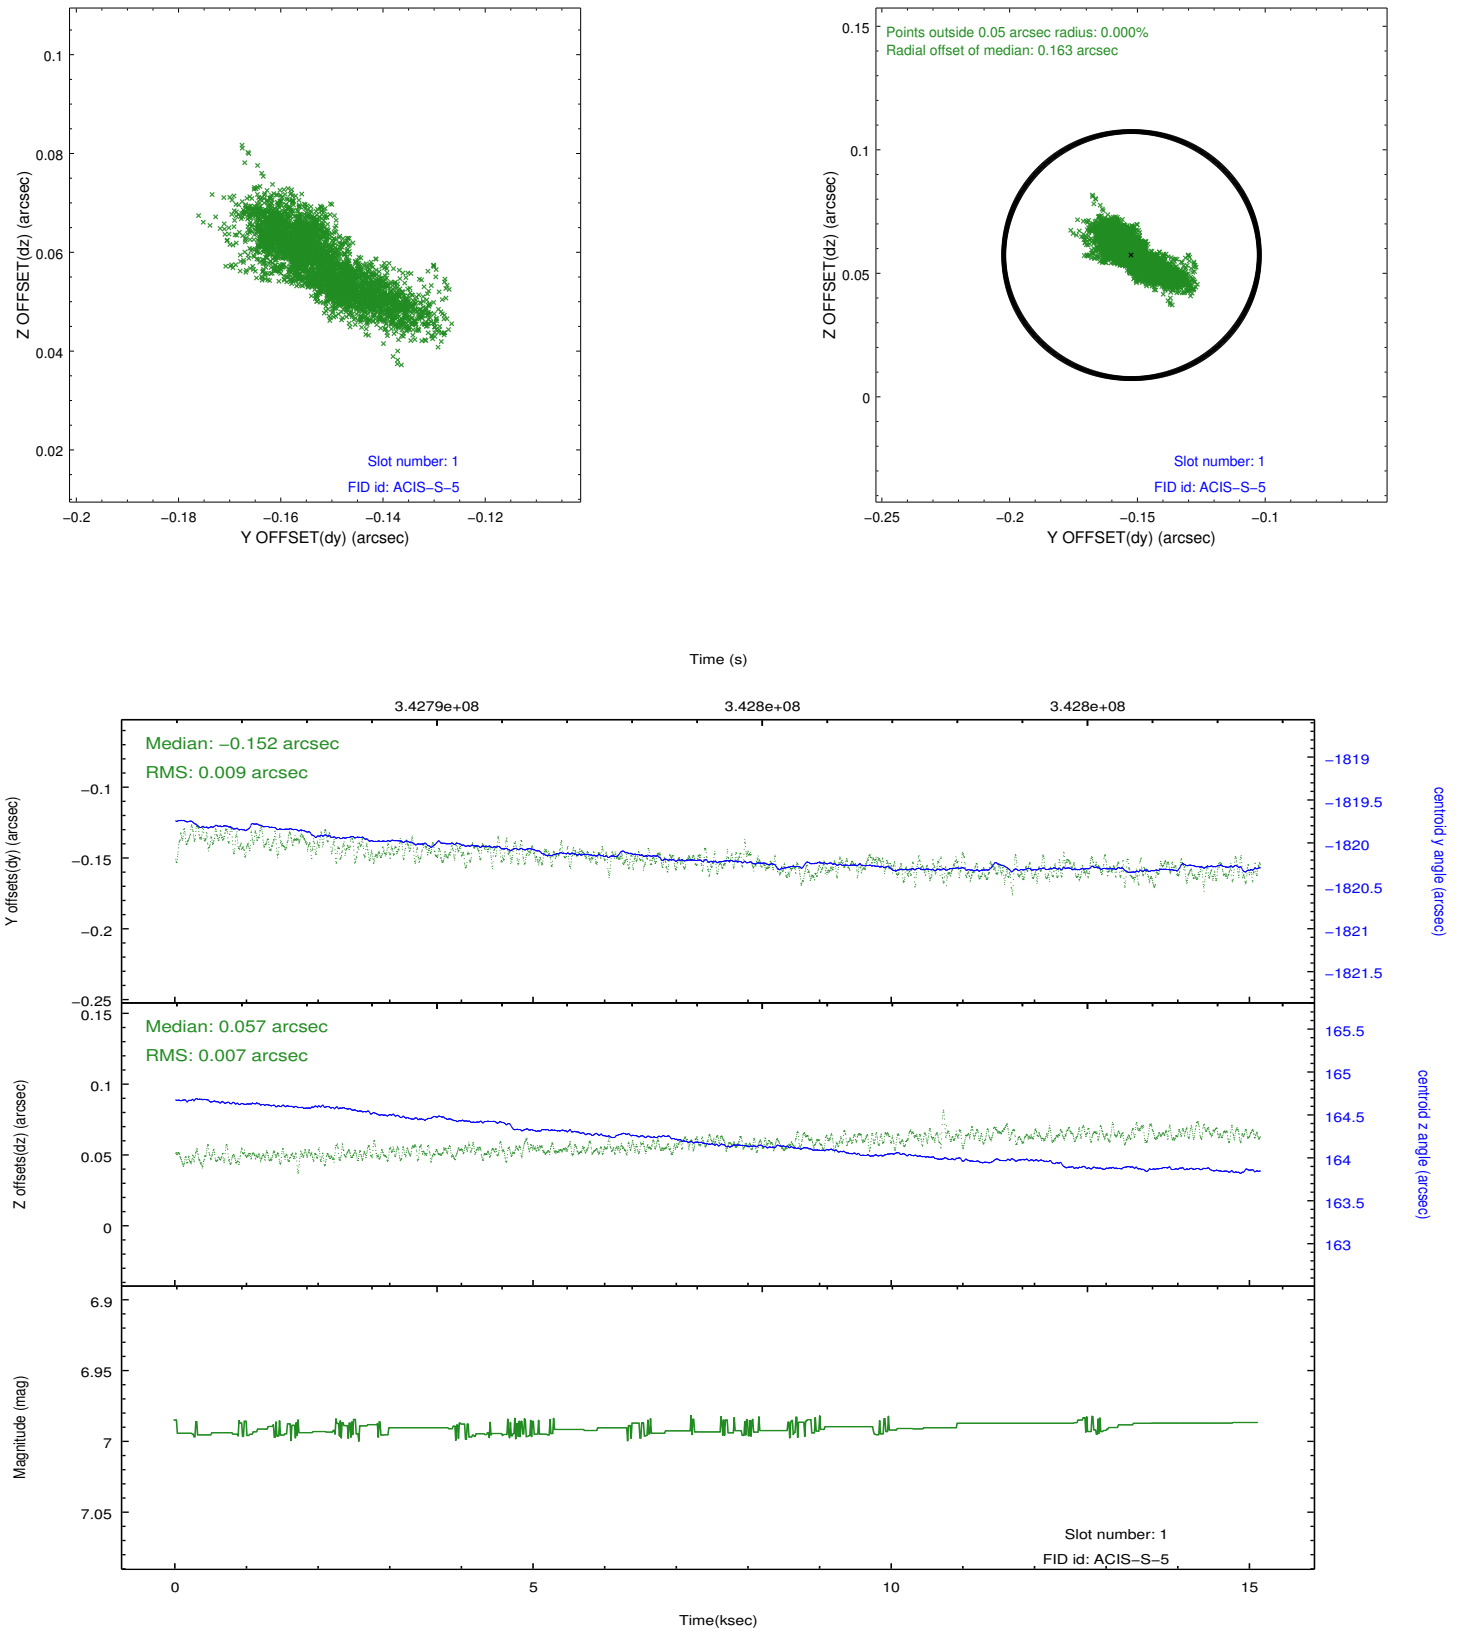 0.1
0.08
0.06
0.04
0.02
Z OFFSET(dz) (arcsec)
Slot number: 1
FID id: ACIS−S−5
−0.2 −0.18 −0.16 −0.14 −0.12
Y OFFSET(dy) (arcsec)
0.15
0.1
0.05
0
Z OFFSET(dz) (arcsec)
Points outside 0.05 arcsec radius: 0.000%
Radial offset of median: 0.163 arcsec
Slot number: 1
FID id: ACIS−S−5
−0.25 −0.2 −0.15 −0.1
Y OFFSET(dy) (arcsec)
Time (s)
3.4279e+08 3.428e+08 3.428e+08
Median: −0.152 arcsec
RMS: 0.009 arcsec
−0.1
−0.15
−0.2
−0.25
Y offsets(dy) (arcsec)
−1819
−1819.5
−1820
−1820.5
−1821
−1821.5
centroid y angle (arcsec)
Median: 0.057 arcsec
RMS: 0.007 arcsec
0.15
0.1
0.05
0
Z offsets(dz) (arcsec)
165.5
165
164.5
164
163.5
163
centroid z angle (arcsec)
6.9
6.95
7
7.05
Magnitude (mag)
Slot number: 1
FID id: ACIS−S−5
0 5 10 15
Time(ksec)